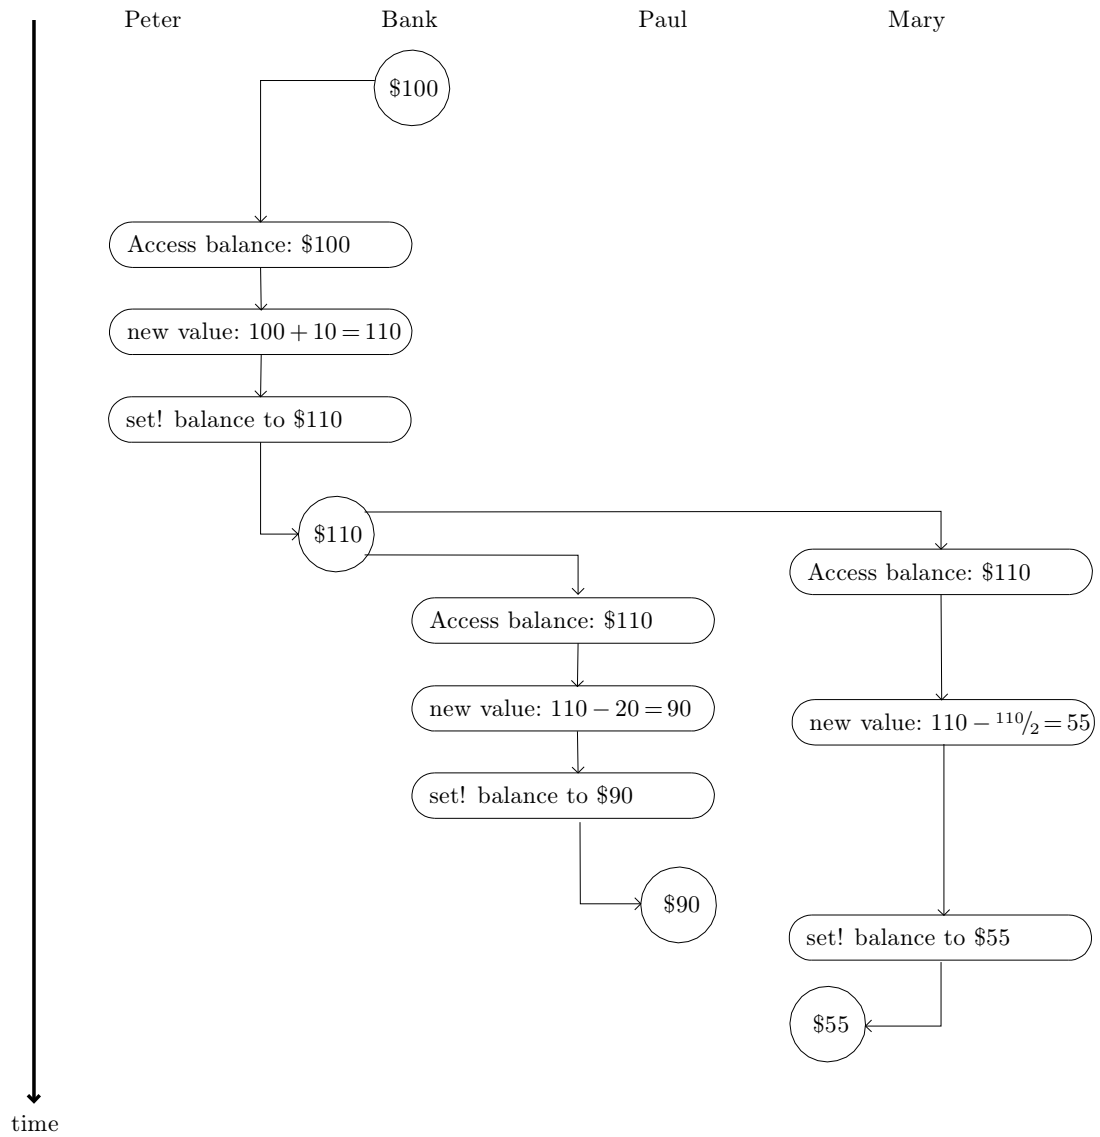 Peter Bank Paul Mary
$100
Access balance: $100
new value: 100 + 10 = 110
set! balance to $110
$110
Access balance: $110
Access balance: $110
new value: 110 − 20 = 90
new value: 110 − 110/2 = 55
set! balance to $90
$90
set! balance to $55
$55
time